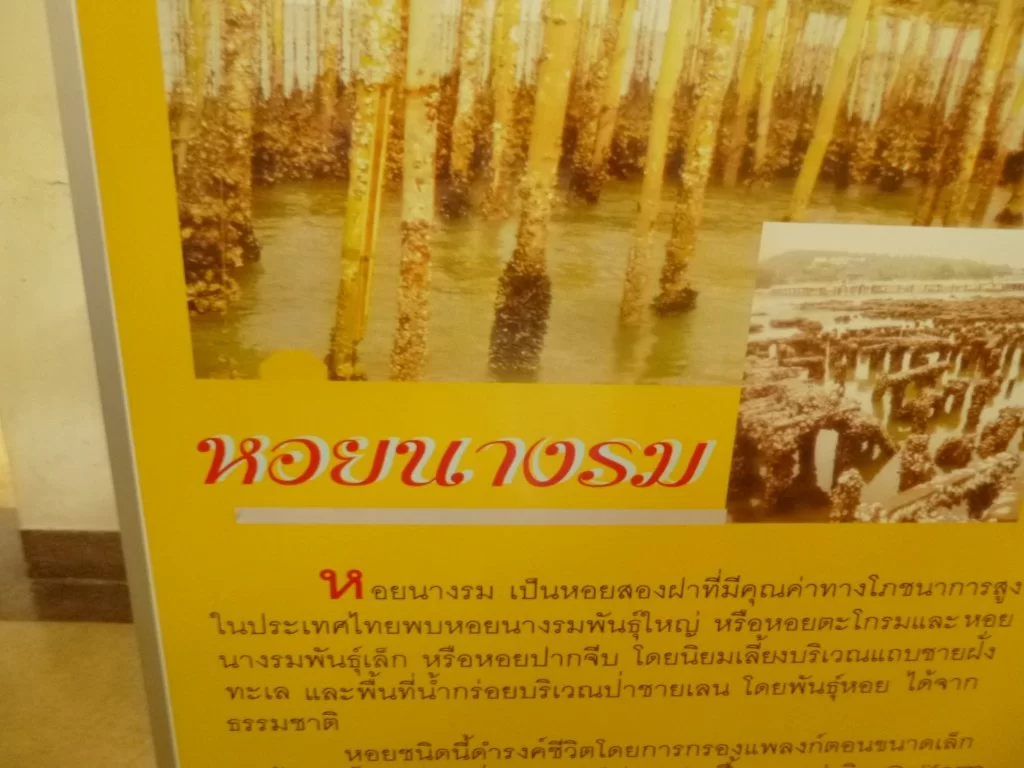 หอยนางรม
หอยนางรม เป็นหอยสองฝาที่มีคุณค่าทางโภชนาการสูง
ในประเทศไทยพบหอยนางรมพันธุ์ใหญ่ หรือหอยตะโกรมและหอย
นางรมพันธุ์เล็ก หรือหอยปากจีบ โดยนิยมเลี้ยงบริเวณแถบชายฝั่ง
ทะเล และพื้นที่น้ำกร่อยบริเวณป่าชายเลน โดยพันธุ์หอย ได้จาก
ธรรมชาติ
หอยชนิดนี้ดำรงค์ชีวิตโดยการกรองแพลงก์ตอนขนาดเล็ก